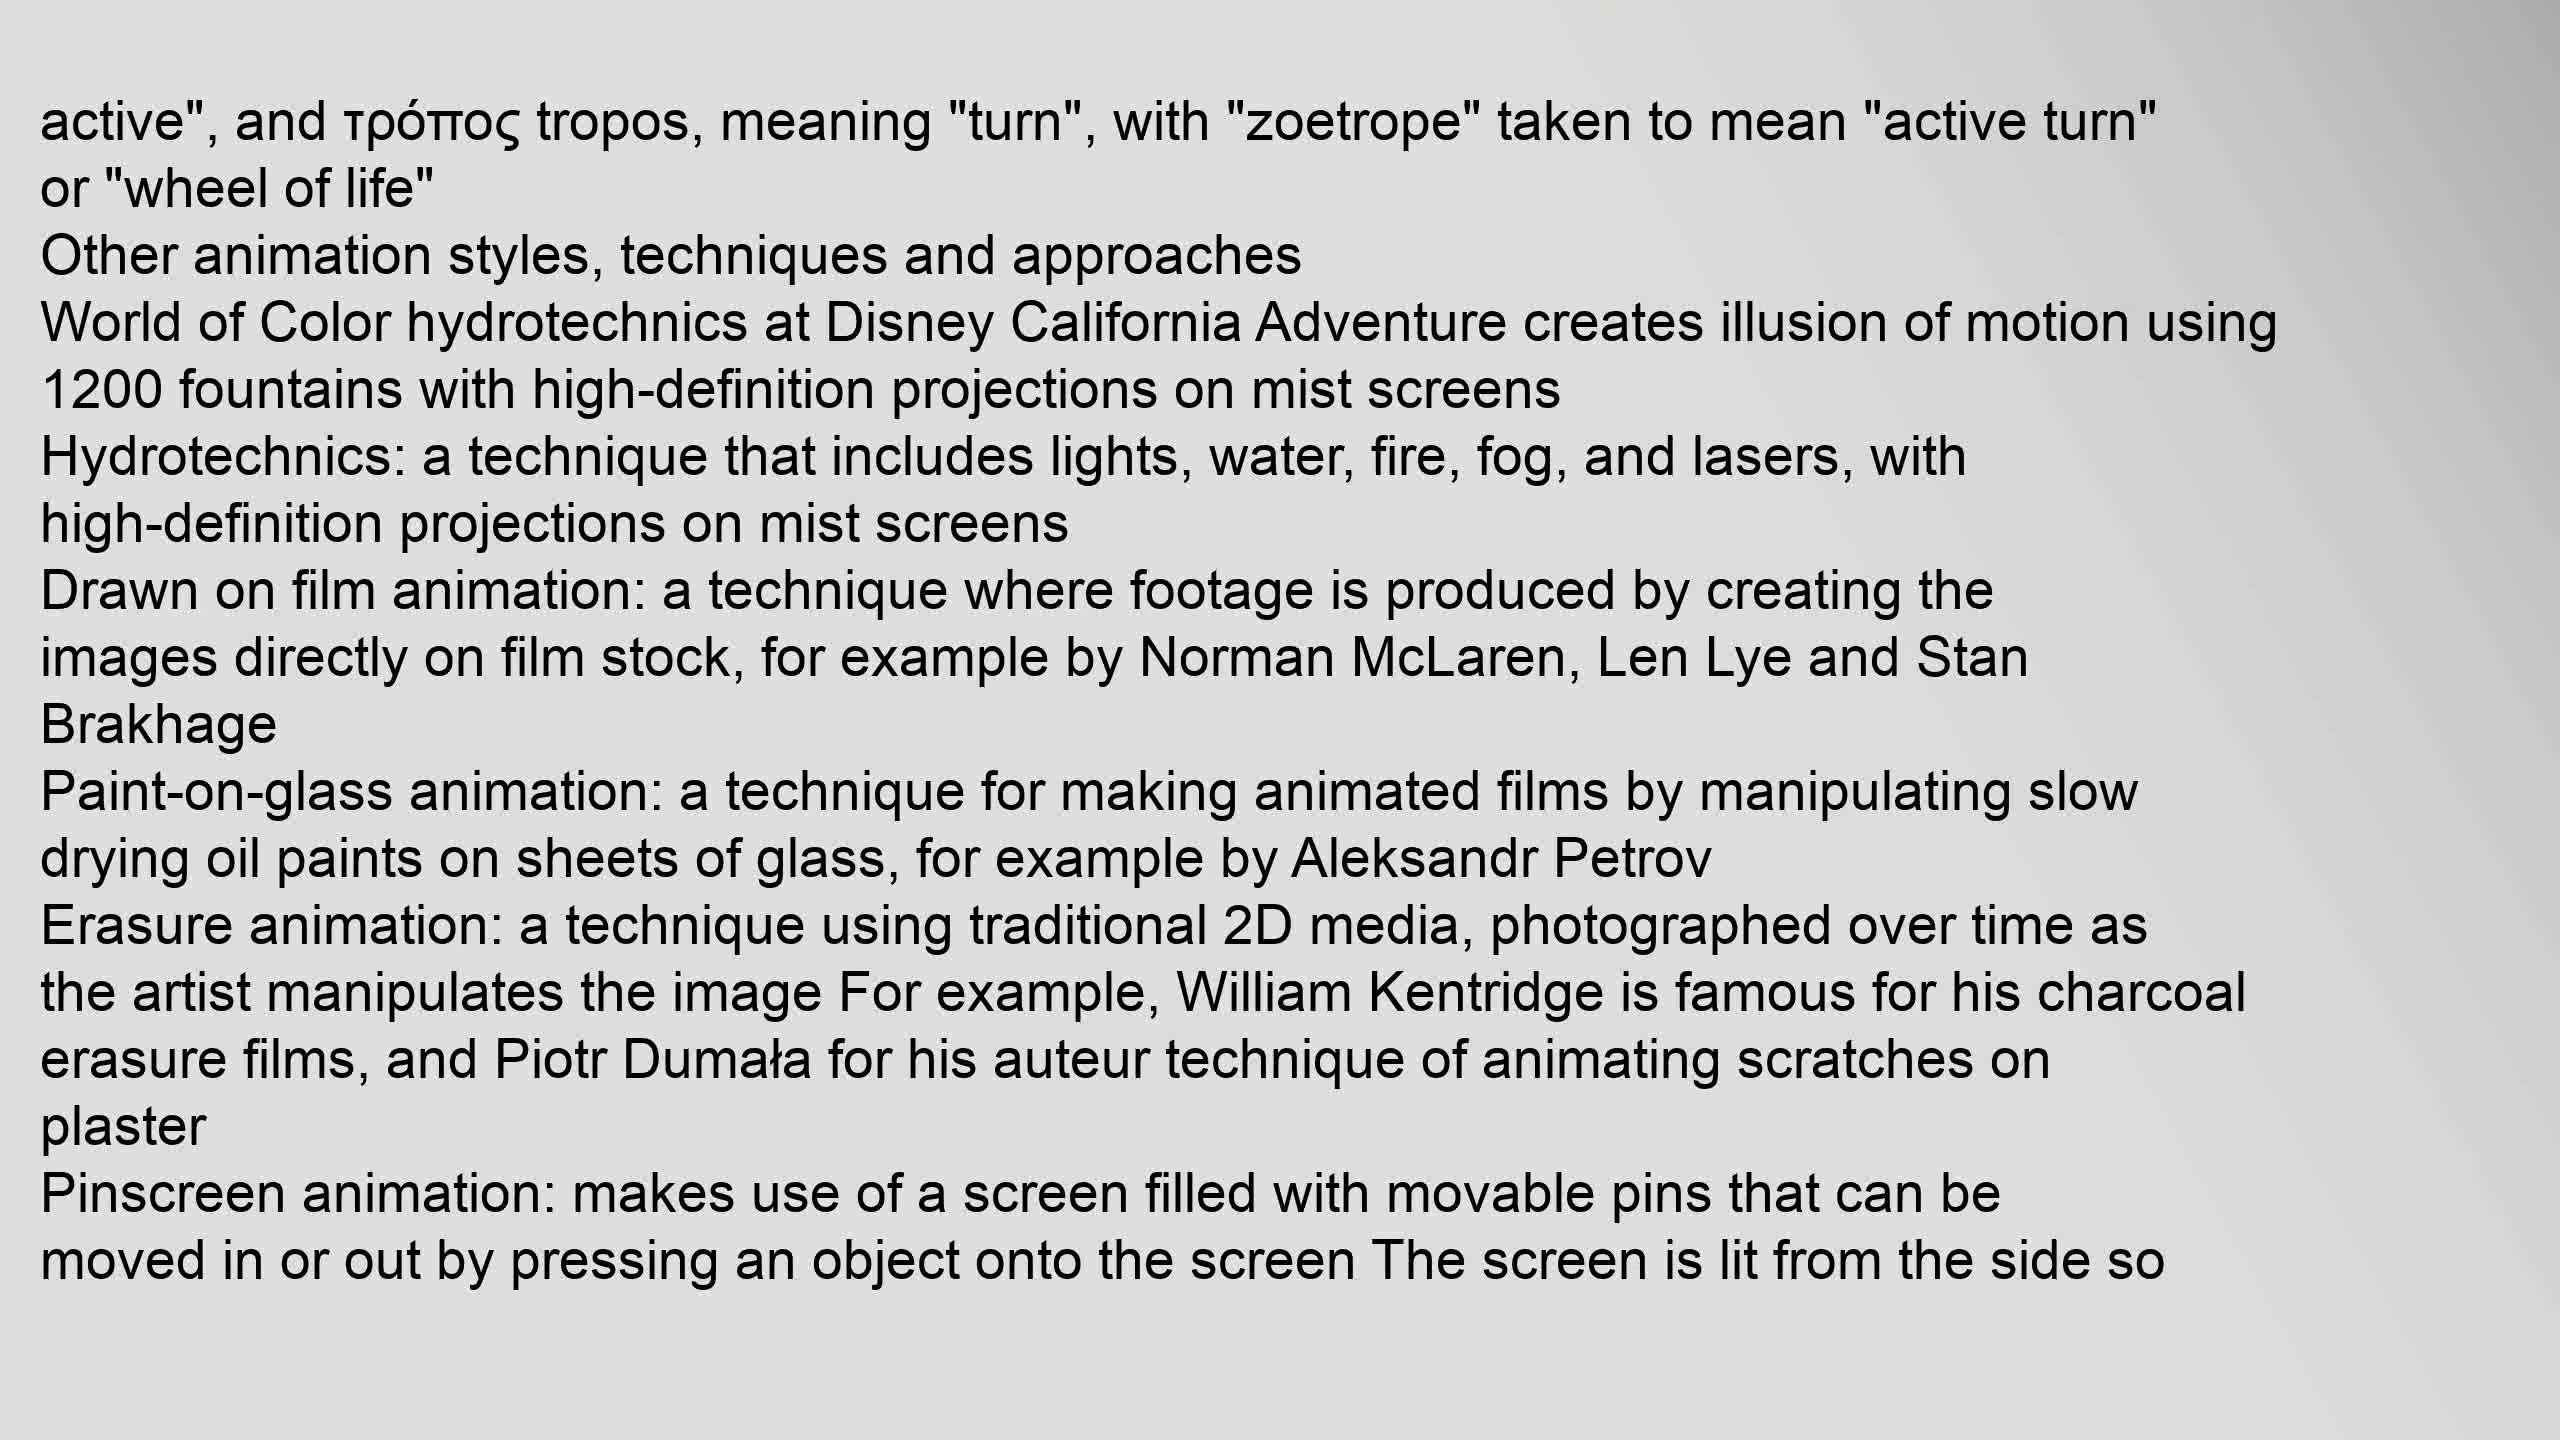 active", and τρόπος tropos, meaning "turn", with "zoetrope" taken to mean "active turn"
or "wheel of life"
Other animation styles, techniques and approaches
World of Color hydrotechnics at Disney California Adventure creates illusion of motion using
1200 fountains with high-definition projections on mist screens
Hydrotechnics: a technique that includes lights, water, fire, fog, and lasers, with
high-definition projections on mist screens
Drawn on film animation: a technique where footage is produced by creating the
images directly on film stock, for example by Norman McLaren, Len Lye and Stan
Brakhage
Paint-on-glass animation: a technique for making animated films by manipulating slow
drying oil paints on sheets of glass, for example by Aleksandr Petrov
Erasure animation: a technique using traditional 2D media, photographed over time as
the artist manipulates the image For example, William Kentridge is famous for his charcoal
erasure films, and Piotr Dumała for his auteur technique of animating scratches on
plaster
Pinscreen animation: makes use of a screen filled with movable pins that can be
moved in or out by pressing an object onto the screen The screen is lit from the side so